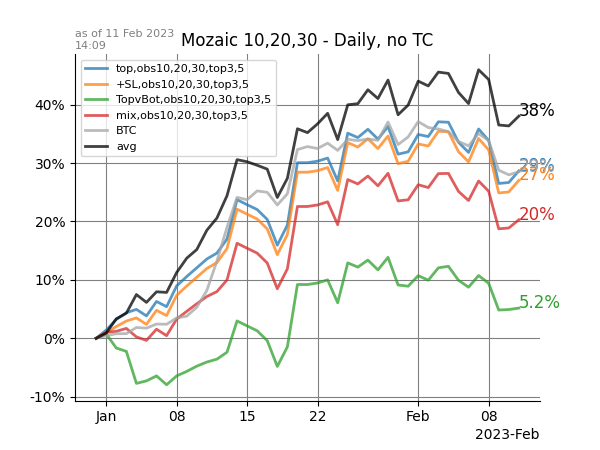 as of 11 Feb 2023
14:09
Mozaic 10,20,30 - Daily, no TC
top,obs10,20,30,top3,5
+SL,obs10,20,30,top3,5
TopvBot,obs10,20,30,top3,5
mix,obs10,20,30,top3,5
BTC
avg
40%
30%
20%
10%
0%
-10%
38%
29%
27%
20%
5.2%
Jan 08 15 22 Feb 08
2023-Feb